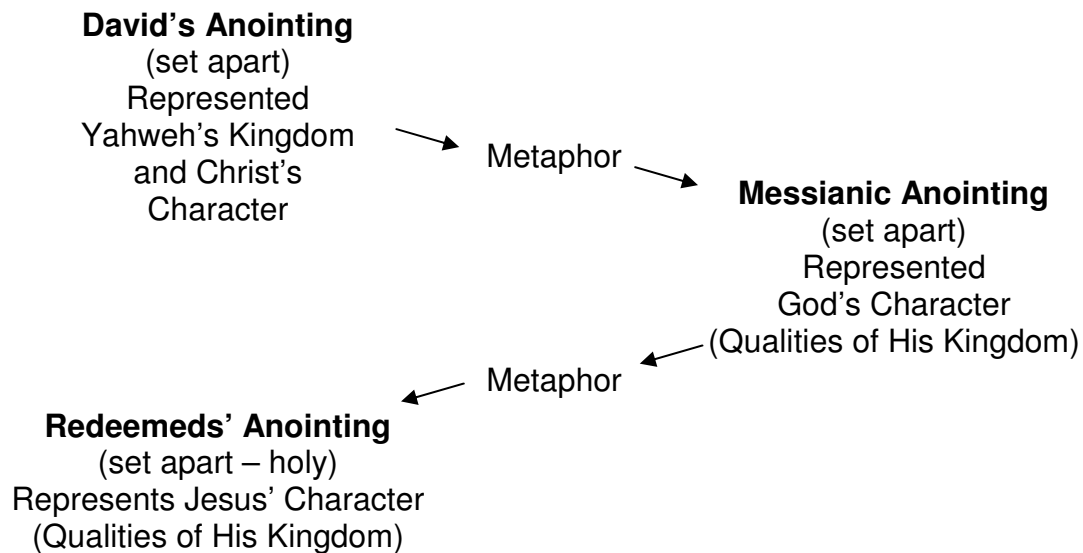 David’s Anointing
(set apart)
Represented
Yahweh’s Kingdom
and Christ’s
Character
Metaphor
Messianic Anointing
(set apart)
Represented
God’s Character
(Qualities of His Kingdom)
Metaphor
Redeemeds’ Anointing
(set apart – holy)
Represents Jesus’ Character
(Qualities of His Kingdom)